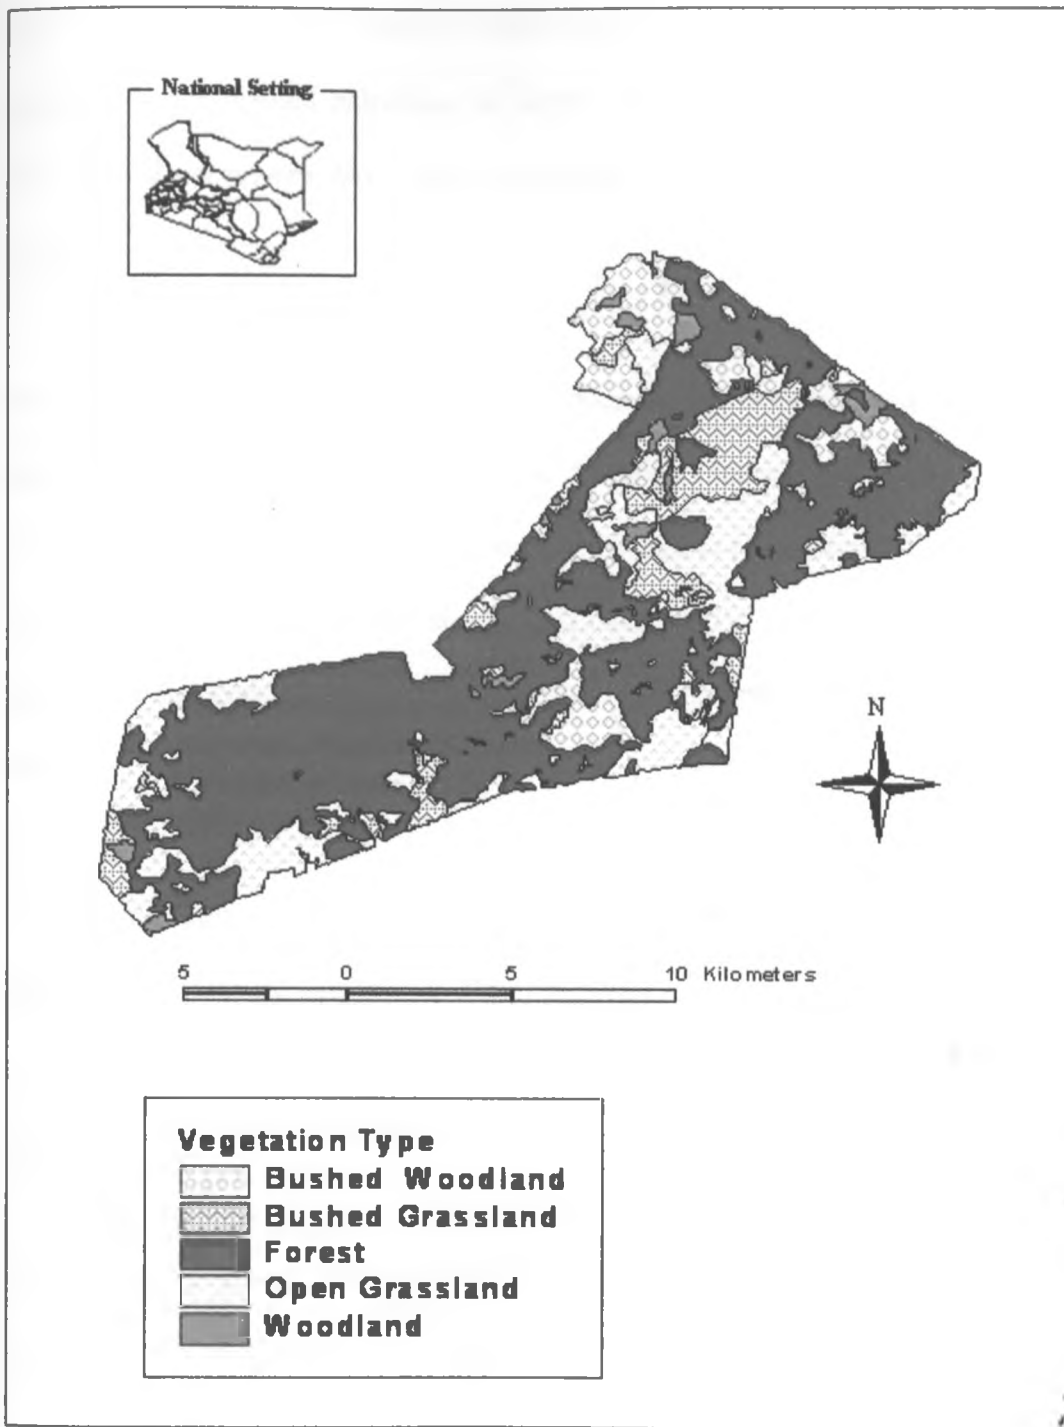 National Setting
N
5 0 5 10 Kilometers
Vegetation Type
Bushed Woodland
Bushed Grassland
Forest
Open Grassland
Woodland